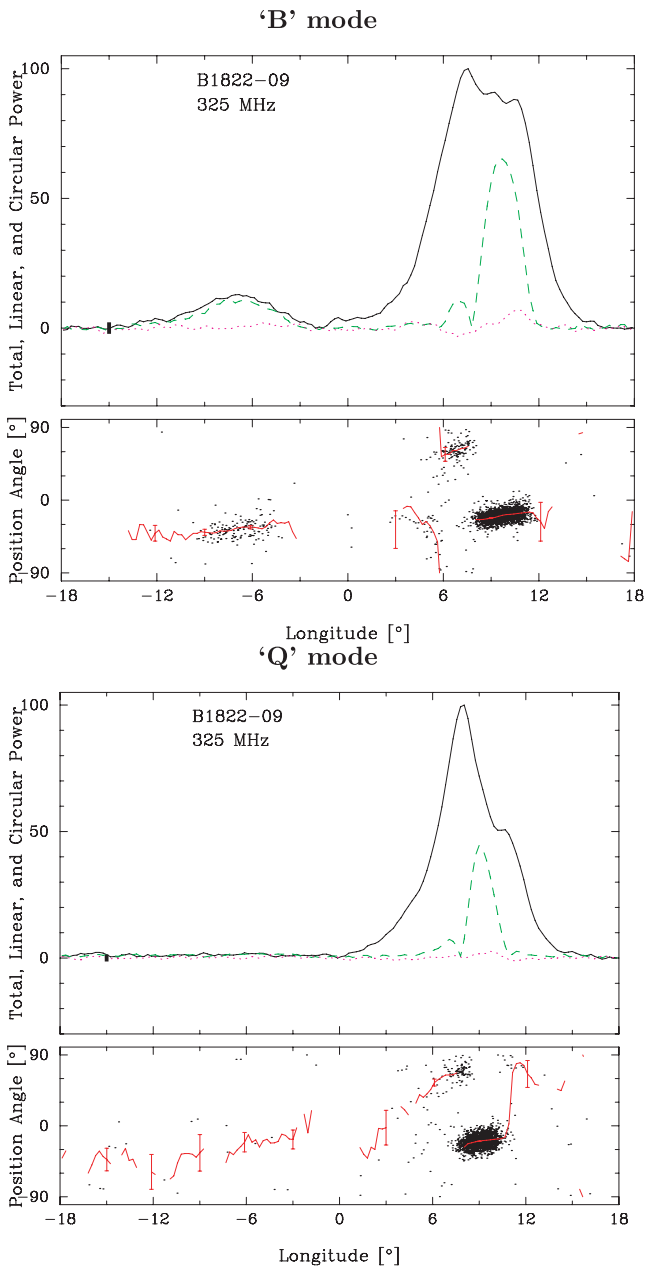 ‘B’ mode
B1822−09
325 MHz
Total, Linear, and Circular Power
100
50
0
Position Angle [°]
90
0
−90
−18 −12 −6 0 6 12 18
Longitude [°]
‘Q’ mode
B1822−09
325 MHz
Total, Linear, and Circular Power
100
50
0
Position Angle [°]
90
0
−90
−18 −12 −6 0 6 12 18
Longitude [°]